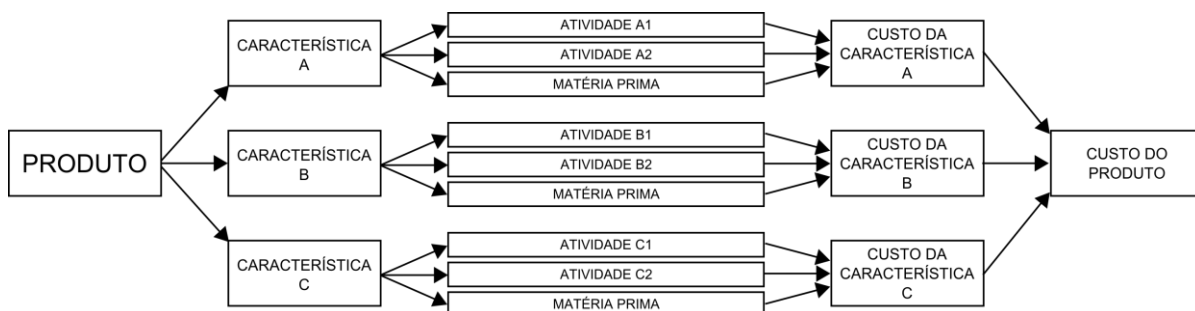 PRODUTO
CARACTERÍSTICA
A
CARACTERÍSTICA
B
CARACTERÍSTICA
C
ATIVIDADE A1
ATIVIDADE A2
MATÉRIA PRIMA
ATIVIDADE B1
ATIVIDADE B2
MATÉRIA PRIMA
ATIVIDADE C1
ATIVIDADE C2
MATÉRIA PRIMA
CUSTO DA
CARACTERÍSTICA
A
CUSTO DA
CARACTERÍSTICA
B
CUSTO DA
CARACTERÍSTICA
C
CUSTO DO
PRODUTO